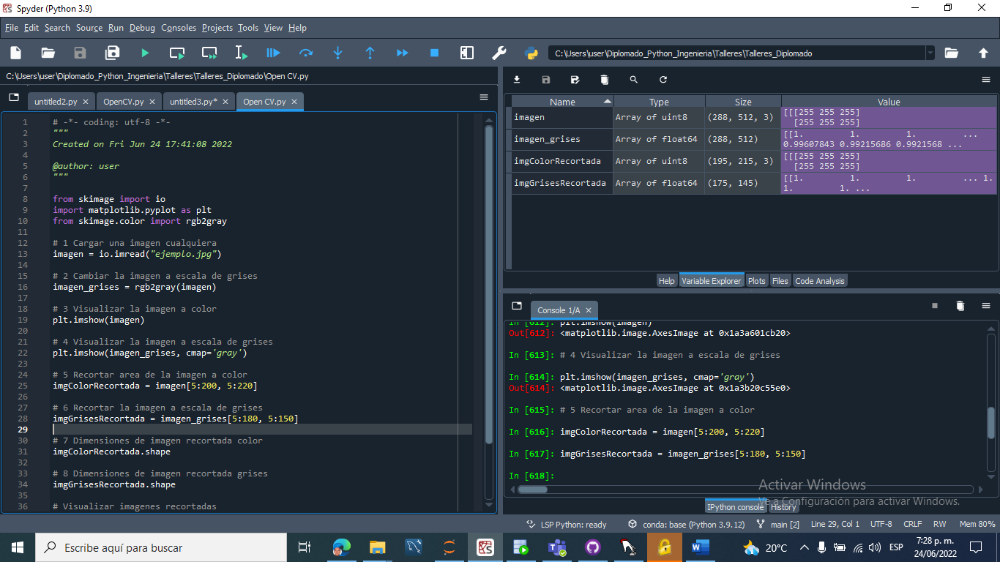 Spyder (Python 3.9)
File Edit Search Source Run Debug Consoles Projects Tools View Help
C:\Users\user\Diplomado_Python_Ingenieria\Talleres\Talleres_Diplomado
C:\Users\user\Diplomado_Python_Ingenieria\Talleres\Talleres_Diplomado\Open CV.py
untitled2.py OpenCV.py untitled3.py* Open CV.py
1 # -*- coding: utf-8 -*-
2 """
3 Created on Fri Jun 24 17:41:08 2022
4
5 @author: user
6 """
7
8 from skimage import io
9 import matplotlib.pyplot as plt
10 from skimage.color import rgb2gray
11
12 # 1 Cargar una imagen cualquiera
13 imagen = io.imread("ejemplo.jpg")
14
15 # 2 Cambiar la imagen a escala de grises
16 imagen_grises = rgb2gray(imagen)
17
18 # 3 Visualizar la imagen a color
19 plt.imshow(imagen)
20
21 # 4 Visualizar la imagen a escala de grises
22 plt.imshow(imagen_grises, cmap='gray')
23
24 # 5 Recortar area de la imagen a color
25 imgColorRecortada = imagen[5:200, 5:220]
26
27 # 6 Recortar la imagen a escala de grises
28 imgGrisesRecortada = imagen_grises[5:180, 5:150]
29
30 # 7 Dimensiones de imagen recortada color
31 imgColorRecortada.shape
32
33 # 8 Dimensiones de imagen recortada grises
34 imgGrisesRecortada.shape
35
36 # Visualizar imagenes recortadas
Name Type Size Value
imagen Array of uint8 (288, 512, 3) [[[255 255 255]
[255 255 255]
imagen_grises Array of float64 (288, 512) [[1. 1. 1. ...
0.99607843 0.99215686 0.9921568 ...
imgColorRecortada Array of uint8 (195, 215, 3) [[[255 255 255]
[255 255 255]
imgGrisesRecortada Array of float64 (175, 145) [[1. 1. 1. ... 1.
1. 1. ...
Help Variable Explorer Plots Files Code Analysis
Console 1/A
In [612]: plt.imshow(imagen)
Out[612]: <matplotlib.image.AxesImage at 0x1a3a601cb20>
In [613]: # 4 Visualizar la imagen a escala de grises
In [614]: plt.imshow(imagen_grises, cmap='gray')
Out[614]: <matplotlib.image.AxesImage at 0x1a3b20c55e0>
In [615]: # 5 Recortar area de la imagen a color
In [616]: imgColorRecortada = imagen[5:200, 5:220]
In [617]: imgGrisesRecortada = imagen_grises[5:180, 5:150]
In [618]:
Activar Windows
Ve a Configuración para activar Windows.
IPython console History
LSP Python: ready conda: base (Python 3.9.12) main [2] Line 29, Col 1 UTF-8 CRLF RW Mem 80%
Escribe aquí para buscar
20°C ESP 7:28 p. m.
24/06/2022